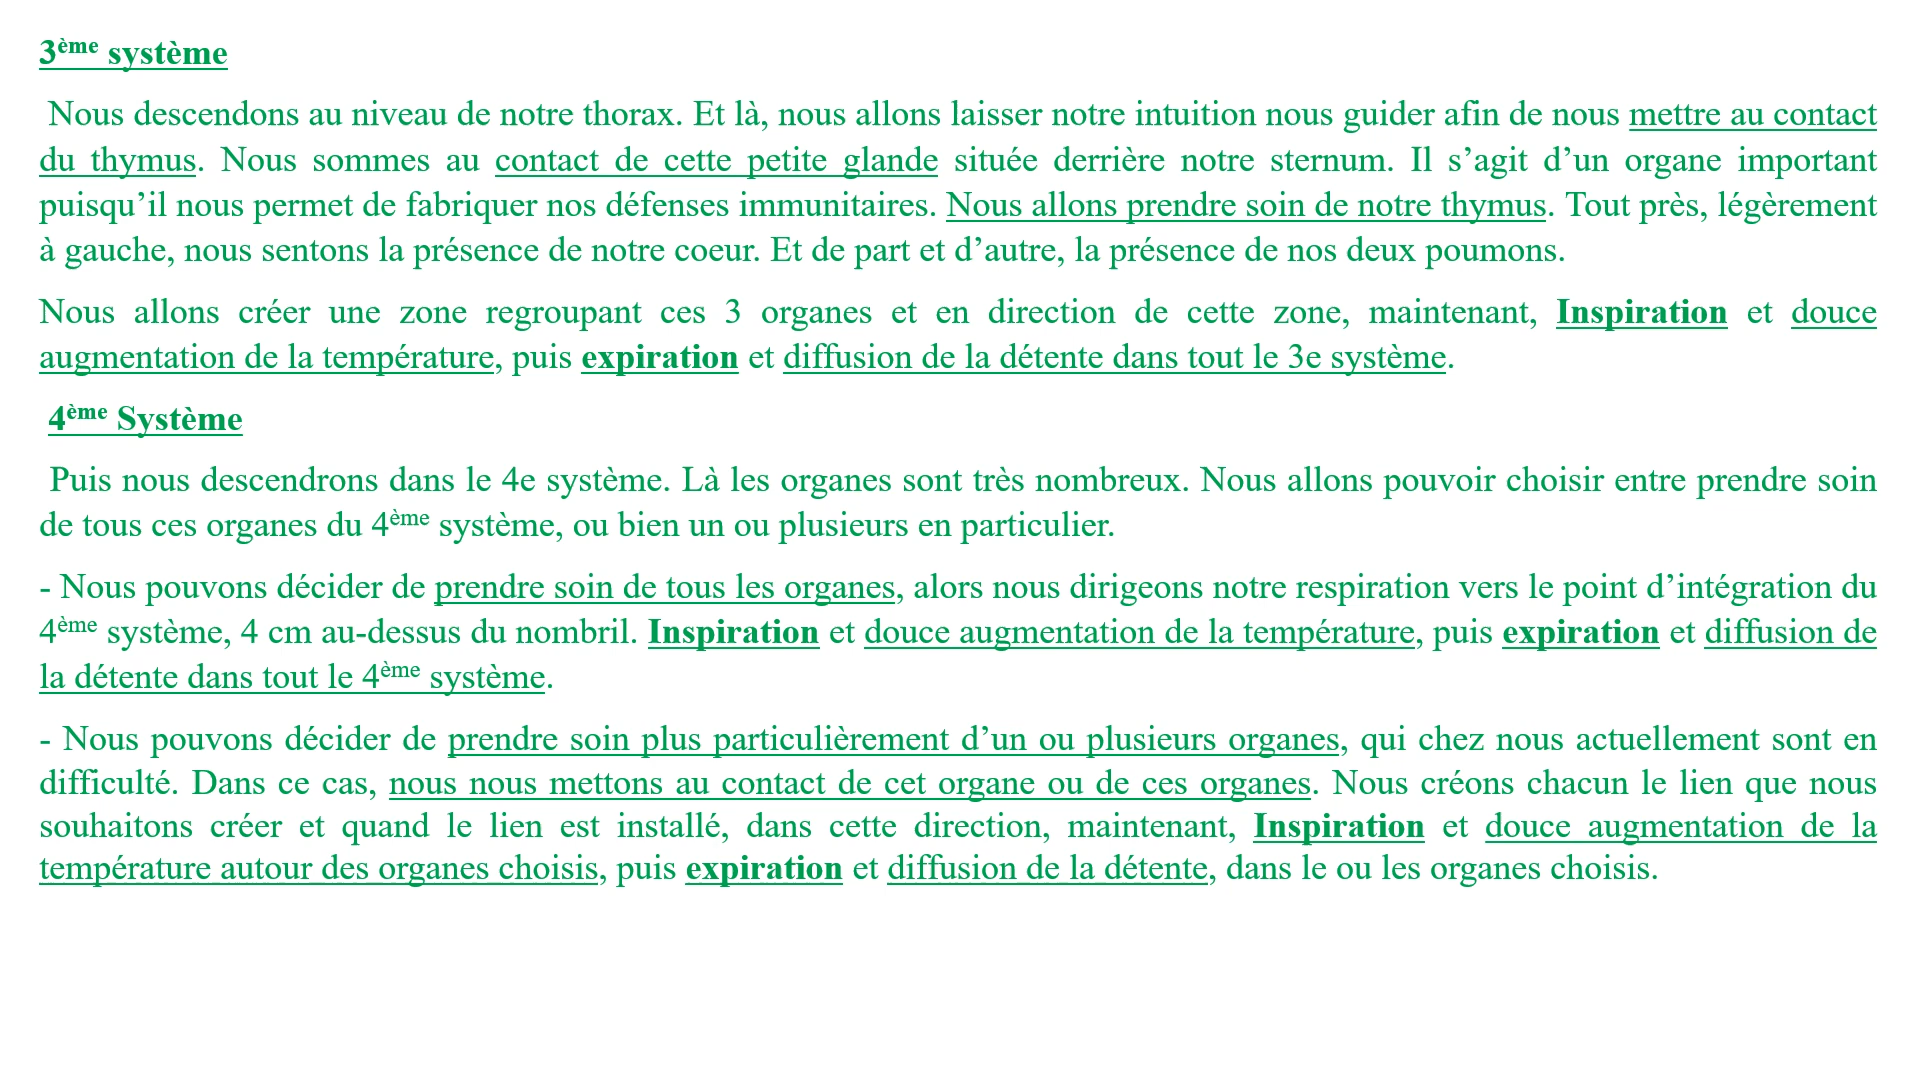 3ème système
Nous descendons au niveau de notre thorax. Et là, nous allons laisser notre intuition nous guider afin de nous mettre au contact
du thymus. Nous sommes au contact de cette petite glande située derrière notre sternum. Il s’agit d’un organe important
puisqu’il nous permet de fabriquer nos défenses immunitaires. Nous allons prendre soin de notre thymus. Tout près, légèrement
à gauche, nous sentons la présence de notre coeur. Et de part et d’autre, la présence de nos deux poumons.
Nous allons créer une zone regroupant ces 3 organes et en direction de cette zone, maintenant, Inspiration et douce
augmentation de la température, puis expiration et diffusion de la détente dans tout le 3e système.
4ème Système
Puis nous descendrons dans le 4e système. Là les organes sont très nombreux. Nous allons pouvoir choisir entre prendre soin
de tous ces organes du 4ème système, ou bien un ou plusieurs en particulier.
- Nous pouvons décider de prendre soin de tous les organes, alors nous dirigeons notre respiration vers le point d’intégration du
4ème système, 4 cm au-dessus du nombril. Inspiration et douce augmentation de la température, puis expiration et diffusion de
la détente dans tout le 4ème système.
- Nous pouvons décider de prendre soin plus particulièrement d’un ou plusieurs organes, qui chez nous actuellement sont en
difficulté. Dans ce cas, nous nous mettons au contact de cet organe ou de ces organes. Nous créons chacun le lien que nous
souhaitons créer et quand le lien est installé, dans cette direction, maintenant, Inspiration et douce augmentation de la
température autour des organes choisis, puis expiration et diffusion de la détente, dans le ou les organes choisis.